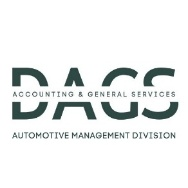 DAGS
ACCOUNTING & GENERAL SERVICES
AUTOMOTIVE MANAGEMENT DIVISION